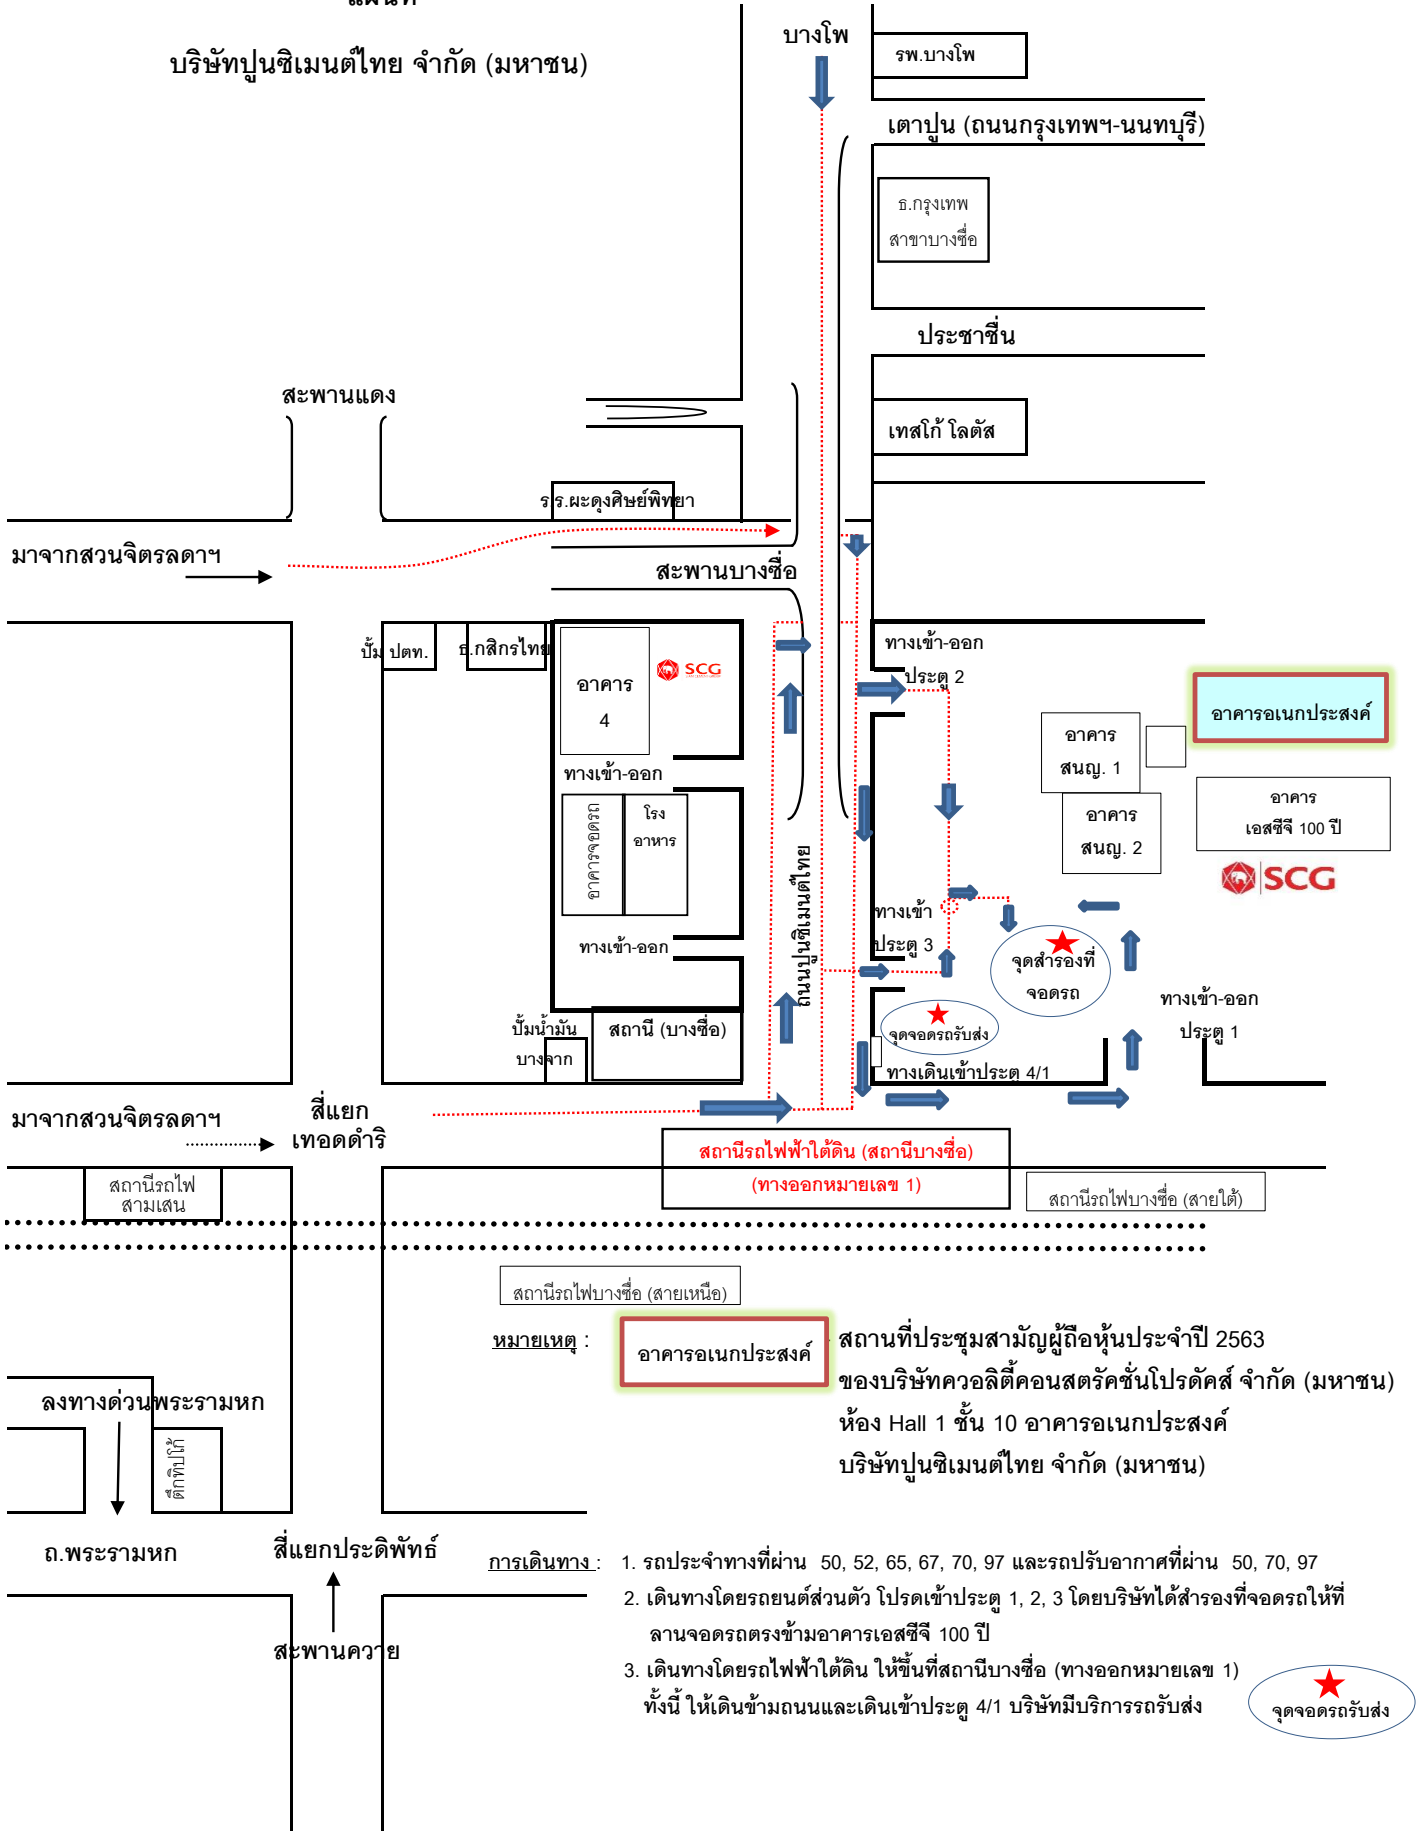 แผนที่
บริษัทปูนซิเมนต์ไทย จำกัด (มหาชน)
บางโพ
รพ.บางโพ
เตาปูน (ถนนกรุงเทพฯ-นนทบุรี)
ธ.กรุงเทพ
สาขาบางซื่อ
ประชาชื่น
สะพานแดง
เทสโก้ โลตัส
ร.ร.ผะดุงศิษย์พิทยา
มาจากสวนจิตรลดาฯ
สะพานบางซื่อ
ปั้ม ปตท.
ธ.กสิกรไทย
อาคาร
4
SCG
ทางเข้า-ออก
ประตู 2
อาคารอเนกประสงค์
อาคาร
สนญ. 1
ทางเข้า-ออก
อาคารจอดรถ
โรง
อาหาร
อาคาร
สนญ. 2
อาคาร
เอสซีจี 100 ปี
SCG
ถนนปูนซิเมนต์ไทย
ทางเข้า
ประตู 3
ทางเข้า-ออก
จุดสำรองที่
จอดรถ
ทางเข้า-ออก
ประตู 1
ปั้มน้ำมัน
บางจาก
สถานี (บางซื่อ)
จุดจอดรถรับส่ง
ทางเดินเข้าประตู 4/1
มาจากสวนจิตรลดาฯ
สี่แยก
เทอดดำริ
สถานีรถไฟฟ้าใต้ดิน (สถานีบางซื่อ)
(ทางออกหมายเลข 1)
สถานีรถไฟ
สามเสน
สถานีรถไฟบางซื่อ (สายใต้)
สถานีรถไฟบางซื่อ (สายเหนือ)
หมายเหตุ :
อาคารอเนกประสงค์
สถานที่ประชุมสามัญผู้ถือหุ้นประจำปี 2563
ของบริษัทควอลิตี้คอนสตรัคชั่นโปรดัคส์ จำกัด (มหาชน)
ห้อง Hall 1 ชั้น 10 อาคารอเนกประสงค์
บริษัทปูนซิเมนต์ไทย จำกัด (มหาชน)
ลงทางด่วนพระรามหก
ตึกทิปโก้
ถ.พระรามหก
สี่แยกประดิพัทธ์
สะพานควาย
การเดินทาง : 1. รถประจำทางที่ผ่าน 50, 52, 65, 67, 70, 97 และรถปรับอากาศที่ผ่าน 50, 70, 97
2. เดินทางโดยรถยนต์ส่วนตัว โปรดเข้าประตู 1, 2, 3 โดยบริษัทได้สำรองที่จอดรถให้ที่
ลานจอดรถตรงข้ามอาคารเอสซีจี 100 ปี
3. เดินทางโดยรถไฟฟ้าใต้ดิน ให้ขึ้นที่สถานีบางซื่อ (ทางออกหมายเลข 1)
ทั้งนี้ ให้เดินข้ามถนนและเดินเข้าประตู 4/1 บริษัทมีบริการรถรับส่ง
จุดจอดรถรับส่ง